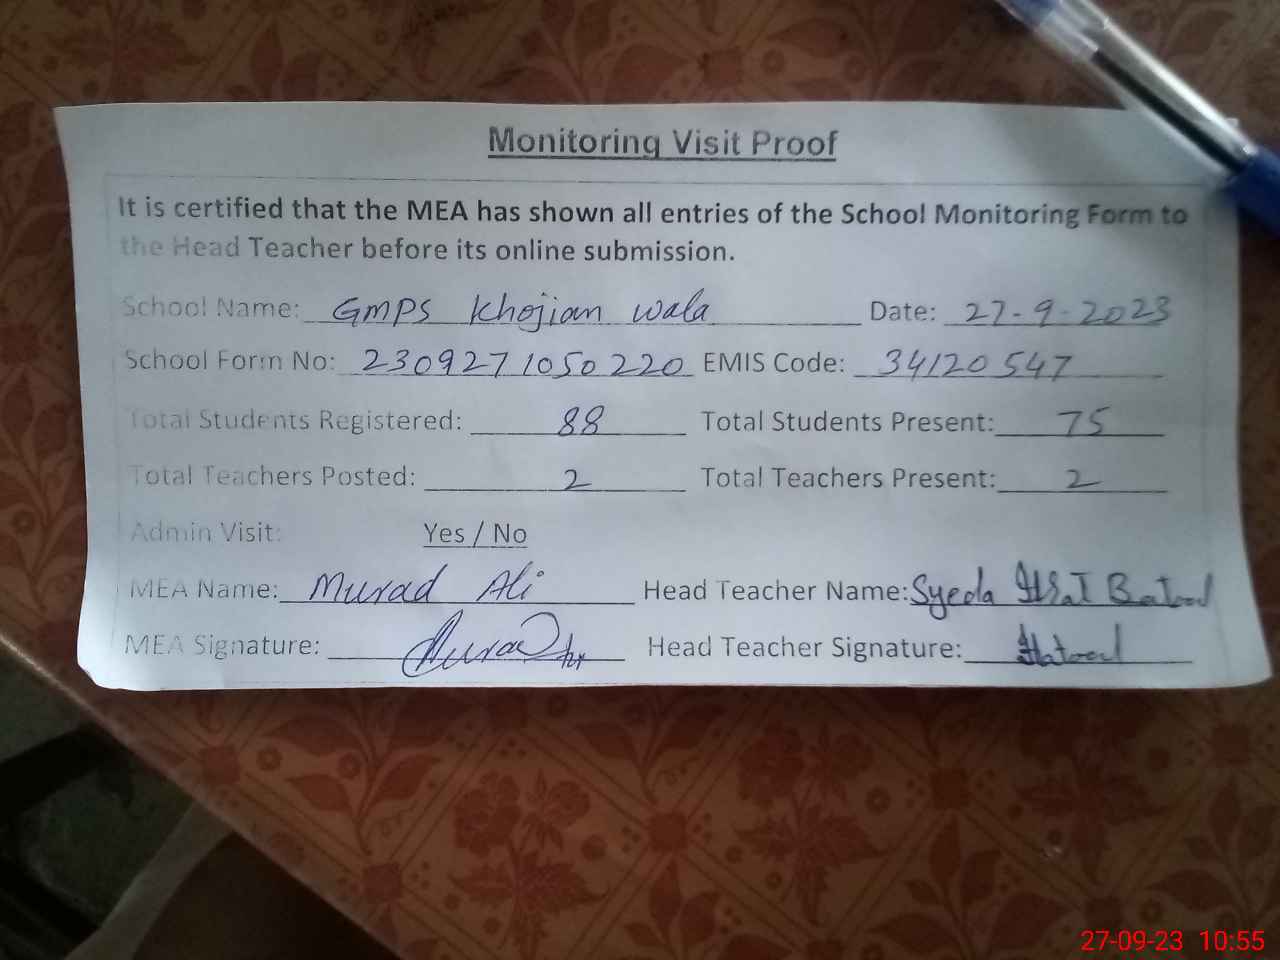 Monitoring Visit Proof
It is certified that the MEA has shown all entries of the School Monitoring Form to
the Head Teacher before its online submission.
School Name: GMPS Khojian wala Date: 27-9-2023
School Form No: 2309271050220 EMIS Code: 34120547
Total Students Registered: 88 Total Students Present: 75
Total Teachers Posted: 2 Total Teachers Present: 2
Admin Visit: Yes / No
MEA Name: Murad Ali Head Teacher Name: Syeda Batool
MEA Signature: Head Teacher Signature:
27-09-23 10:55